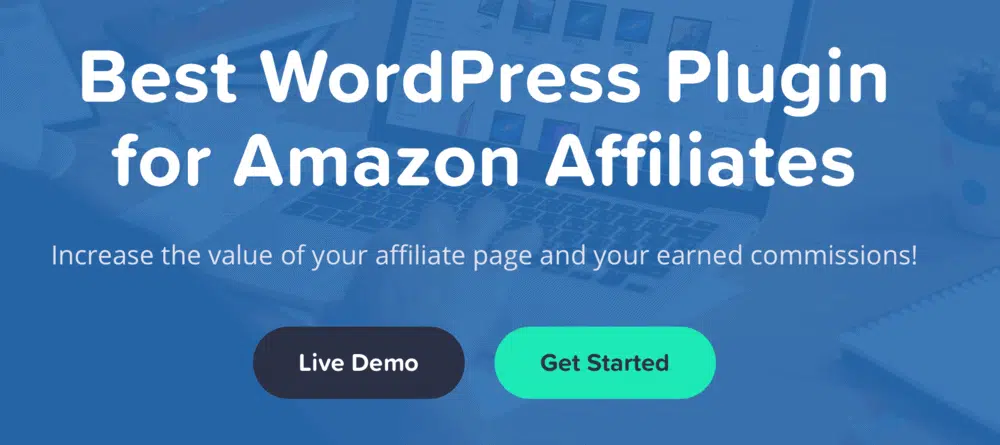 Best WordPress Plugin
for Amazon Affiliates
Increase the value of your affiliate page and your earned commissions!
Live Demo
Get Started